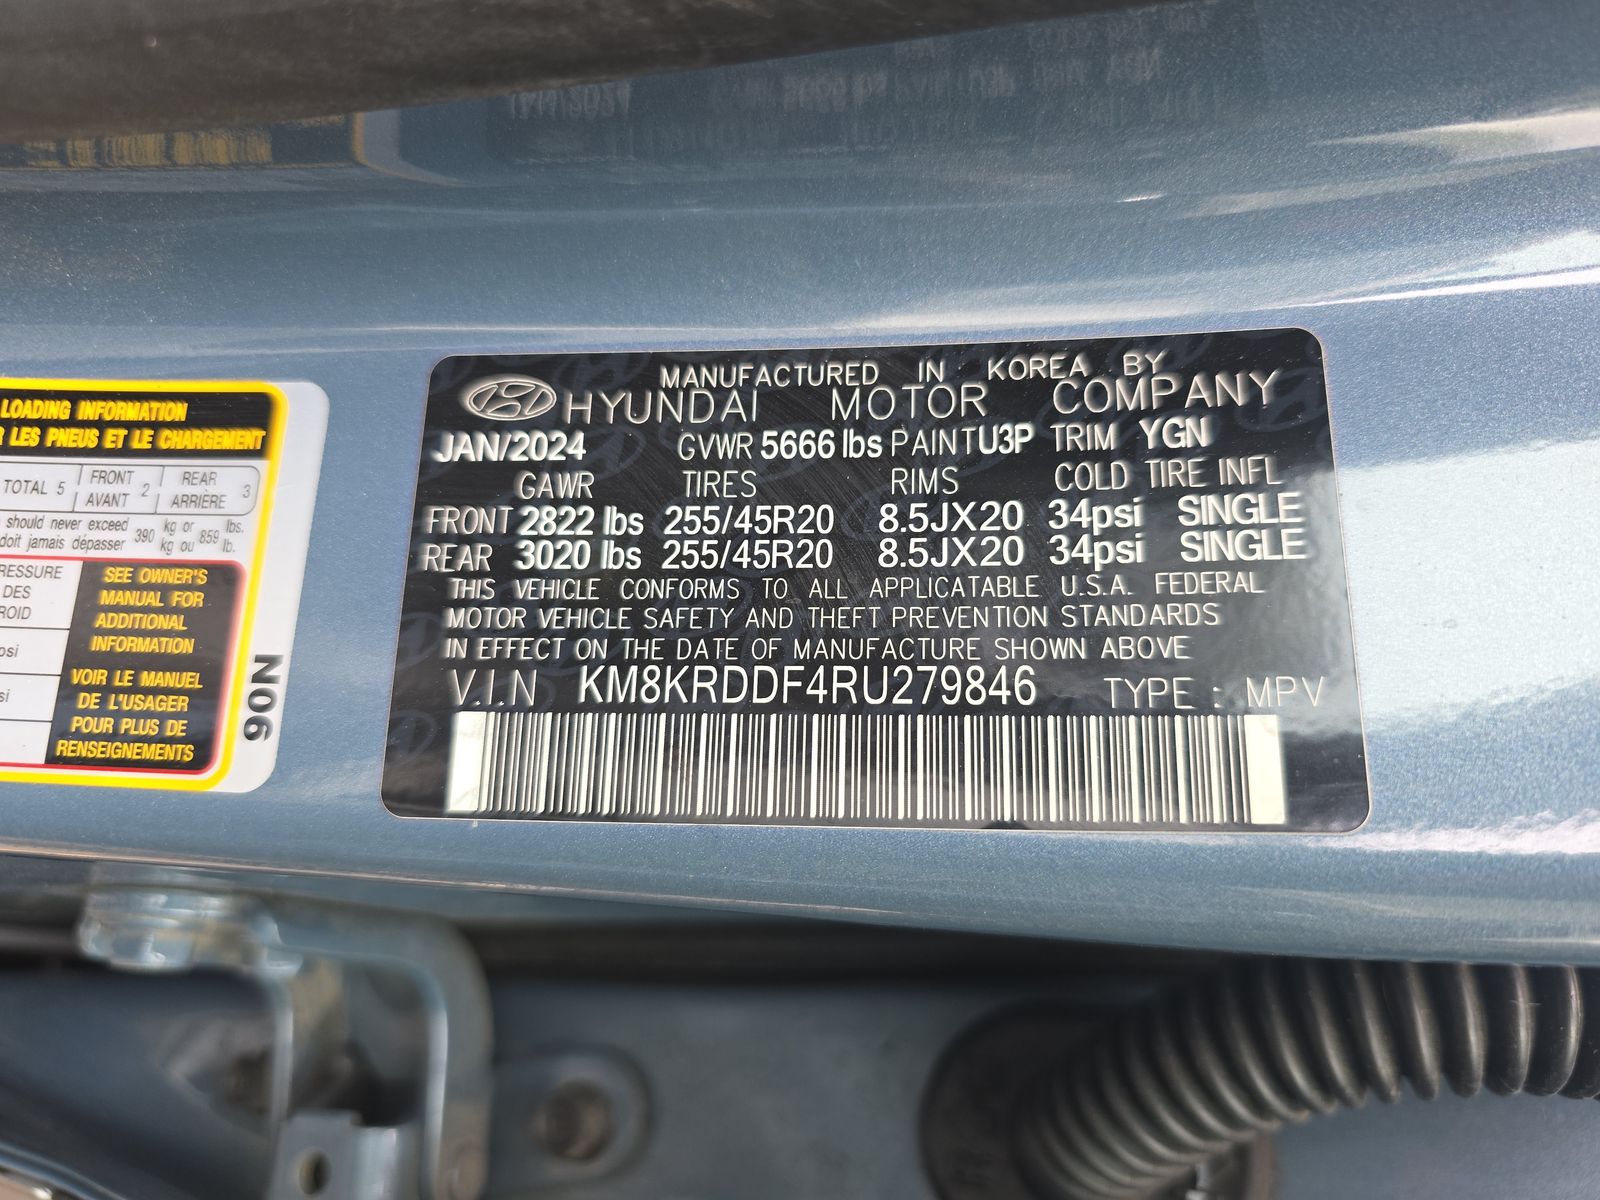 LOADING INFORMATION
LES PNEUS ET LE CHARGEMENT
TOTAL 5 FRONT AVANT 2 REAR ARRIÈRE 3
should never exceed 390 kg or 859 lbs.
doit jamais dépasser kg ou lb.
DES
SEE OWNER'S
MANUAL FOR
ADDITIONAL
INFORMATION
VOIR LE MANUEL
DE L'USAGER
POUR PLUS DE
RENSEIGNEMENTS
N06
MANUFACTURED IN KOREA BY
HYUNDAI MOTOR COMPANY
JAN/2024 GVWR 5666 lbs PAINT U3P TRIM YGN
GAWR TIRES RIMS COLD TIRE INFL
FRONT 2822 lbs 255/45R20 8.5JX20 34psi SINGLE
REAR 3020 lbs 255/45R20 8.5JX20 34psi SINGLE
THIS VEHICLE CONFORMS TO ALL APPLICATABLE U.S.A. FEDERAL
MOTOR VEHICLE SAFETY AND THEFT PREVENTION STANDARDS
IN EFFECT ON THE DATE OF MANUFACTURE SHOWN ABOVE
V.I.N KM8KRDDF4RU279846 TYPE : MPV